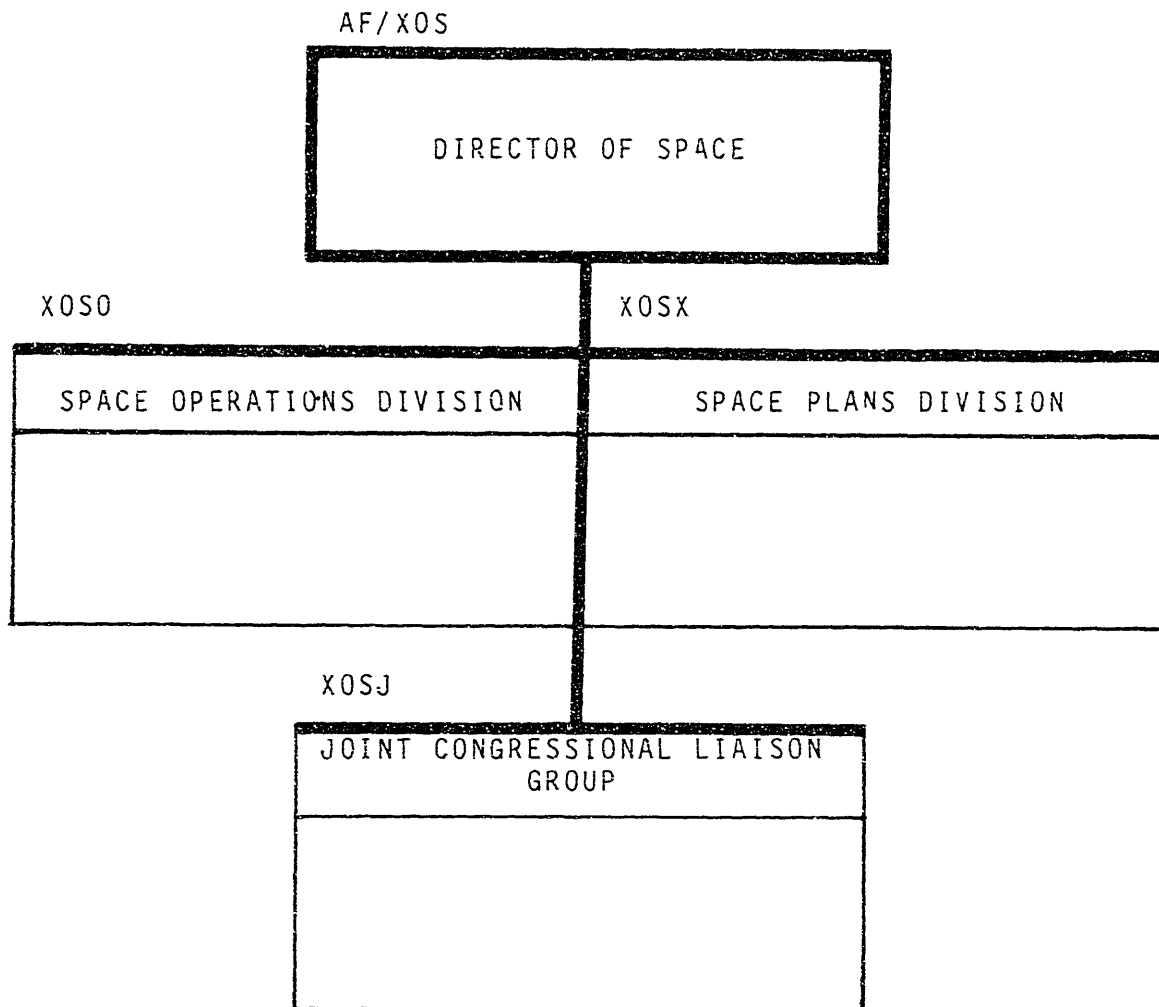 AF/XOS
DIRECTOR OF SPACE
XOSO
XOSX
SPACE OPERATIONS DIVISION
SPACE PLANS DIVISION
XOSJ
JOINT CONGRESSIONAL LIAISON
GROUP